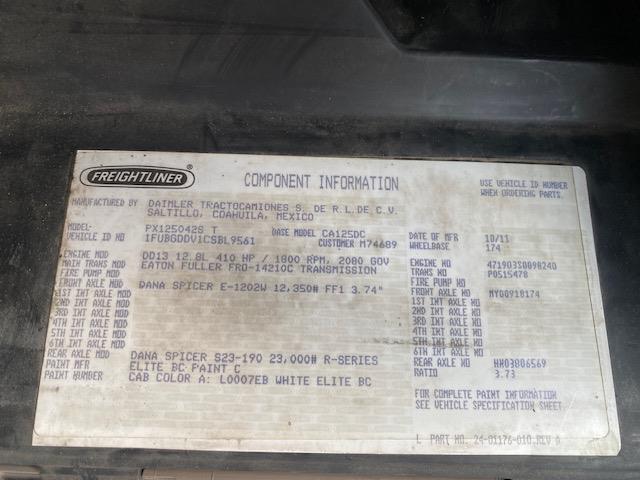 FREIGHTLINER COMPONENT INFORMATION USE VEHICLE ID NUMBER
WHEN ORDERING PARTS.
MANUFACTURED BY DAIMLER TRACTOCAMIONES S. DE R.L.DE C.V.
SALTILLO, COAHUILA, MEXICO
MODEL- PX125042S T BASE MODEL CA125DC DATE OF MFR 10/11
VEHICLE ID NUMBER 1FUBGDDV1CSBL9561 CUSTOMER M74689 WHEELBASE 174
ENGINE MOD DD13 12.8L 410 HP / 1800 RPM, 2080 GOV ENGINE NO 471903S0098240
MAIN TRANS MOD EATON FULLER FRO-14210C TRANSMISSION TRANS NO P0515478
FIRE PUMP MOD FIRE PUMP NO
FRONT AXLE MOD DANA SPICER E-1202W 12,350# FF1 3.74" FRONT AXLE NO NY00918174
1ST INT AXLE MOD 1ST INT AXLE NO
2ND INT AXLE MOD 2ND INT AXLE NO
3RD INT AXLE MOD 3RD INT AXLE NO
4TH INT AXLE MOD 4TH INT AXLE NO
5TH INT AXLE MOD 5TH INT AXLE NO
6TH INT AXLE MOD 6TH INT AXLE NO
REAR AXLE MOD DANA SPICER S23-190 23,000# R-SERIES REAR AXLE NO HN03806569
PAINT MFR ELITE BC PAINT C RATIO 3.73
PAINT NUMBER CAB COLOR A: L0007EB WHITE ELITE BC
FOR COMPLETE PAINT INFORMATION
SEE VEHICLE SPECIFICATION SHEET
L PART NO. 24-01176-010.REV A